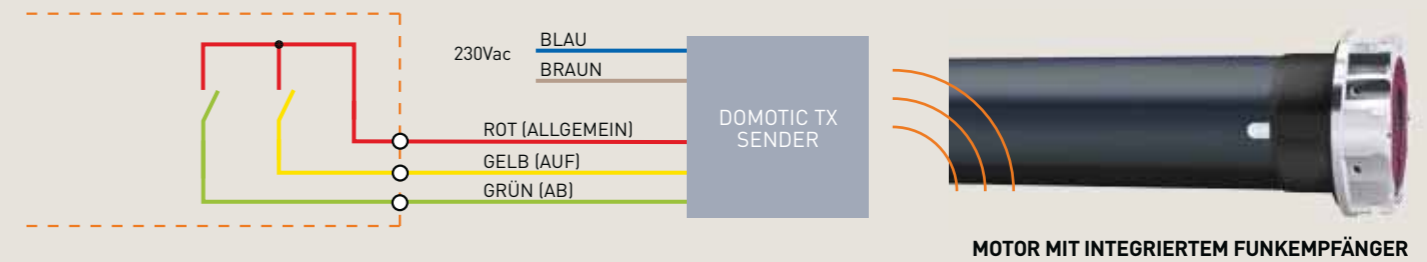 230Vac
BLAU
BRAUN
ROT (ALLGEMEIN)
GELB (AUF)
GRÜN (AB)
DOMOTIC TX
SENDER
MOTOR MIT INTEGRIERTEM FUNKEMPFÄNGER